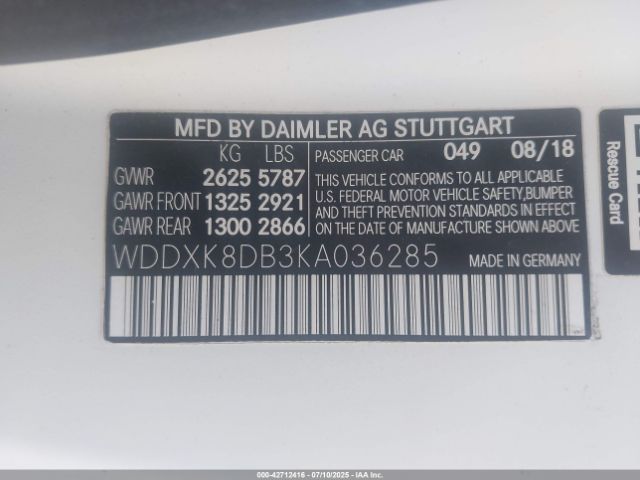 MFD BY DAIMLER AG STUTTGART
KG LBS
GVWR 2625 5787
GAWR FRONT 1325 2921
GAWR REAR 1300 2866
PASSENGER CAR 049 08/18
THIS VEHICLE CONFORMS TO ALL APPLICABLE
U.S. FEDERAL MOTOR VEHICLE SAFETY, BUMPER
AND THEFT PREVENTION STANDARDS IN EFFECT
ON THE DATE OF MANUFACTURE SHOWN ABOVE.
WDDXK8DB3KA036285 MADE IN GERMANY
Rescue Card
000-42712416 - 07/10/2025 - IAAI.COM